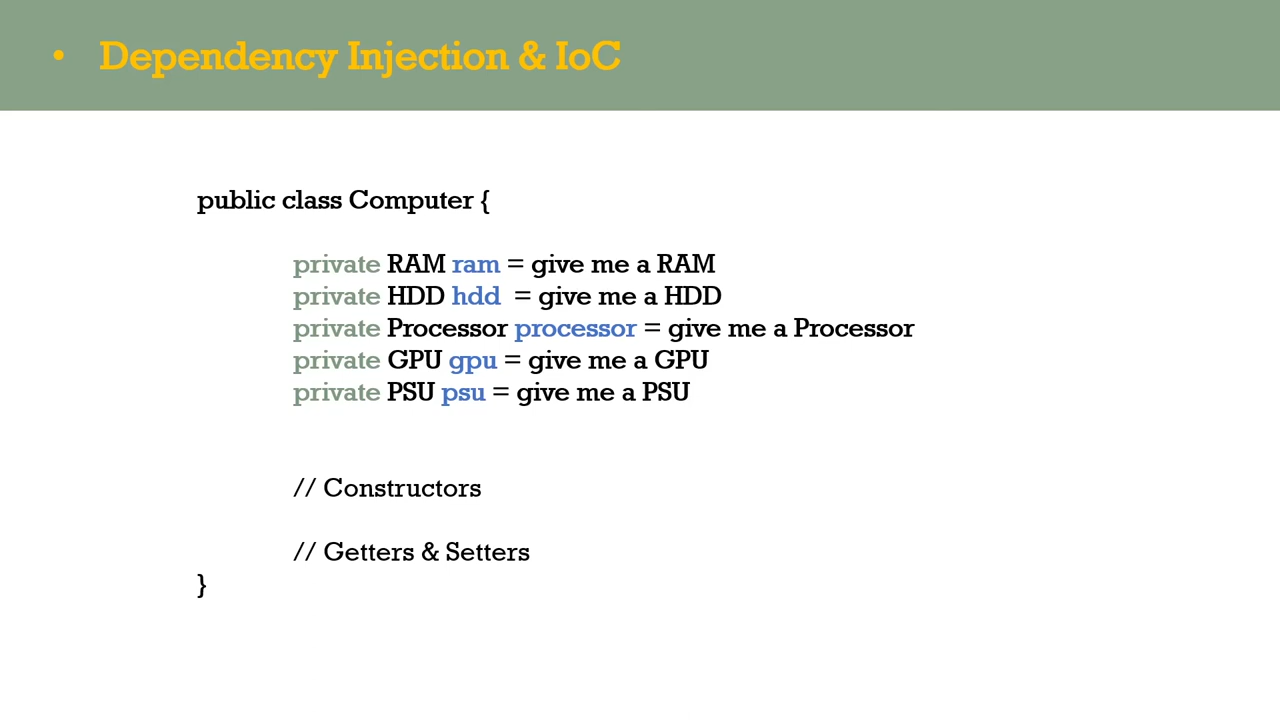 • Dependency Injection & IoC
public class Computer {
private RAM ram = give me a RAM
private HDD hdd = give me a HDD
private Processor processor = give me a Processor
private GPU gpu = give me a GPU
private PSU psu = give me a PSU
// Constructors
// Getters & Setters
}